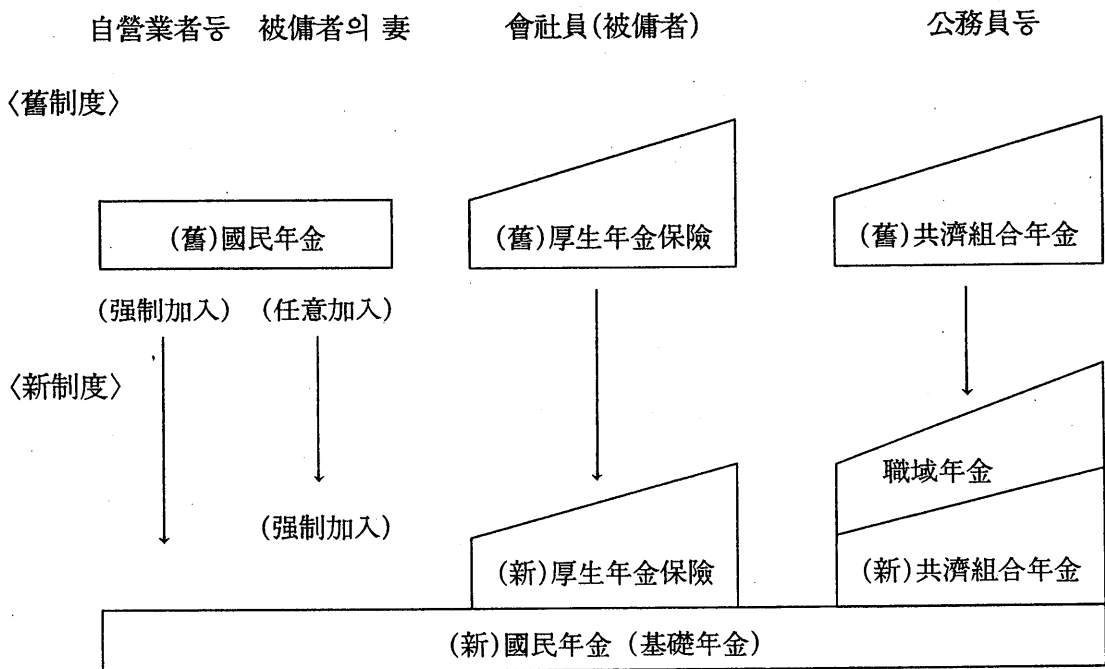 自營業者등 被傭者의 妻 會社員(被傭者) 公務員등
〈舊制度〉
(舊)國民年金 (舊)厚生年金保險 (舊)共濟組合年金
(强制加入) (任意加入)
〈新制度〉
職域年金
(强制加入)
(新)厚生年金保險 (新)共濟組合年金
(新)國民年金 (基礎年金)